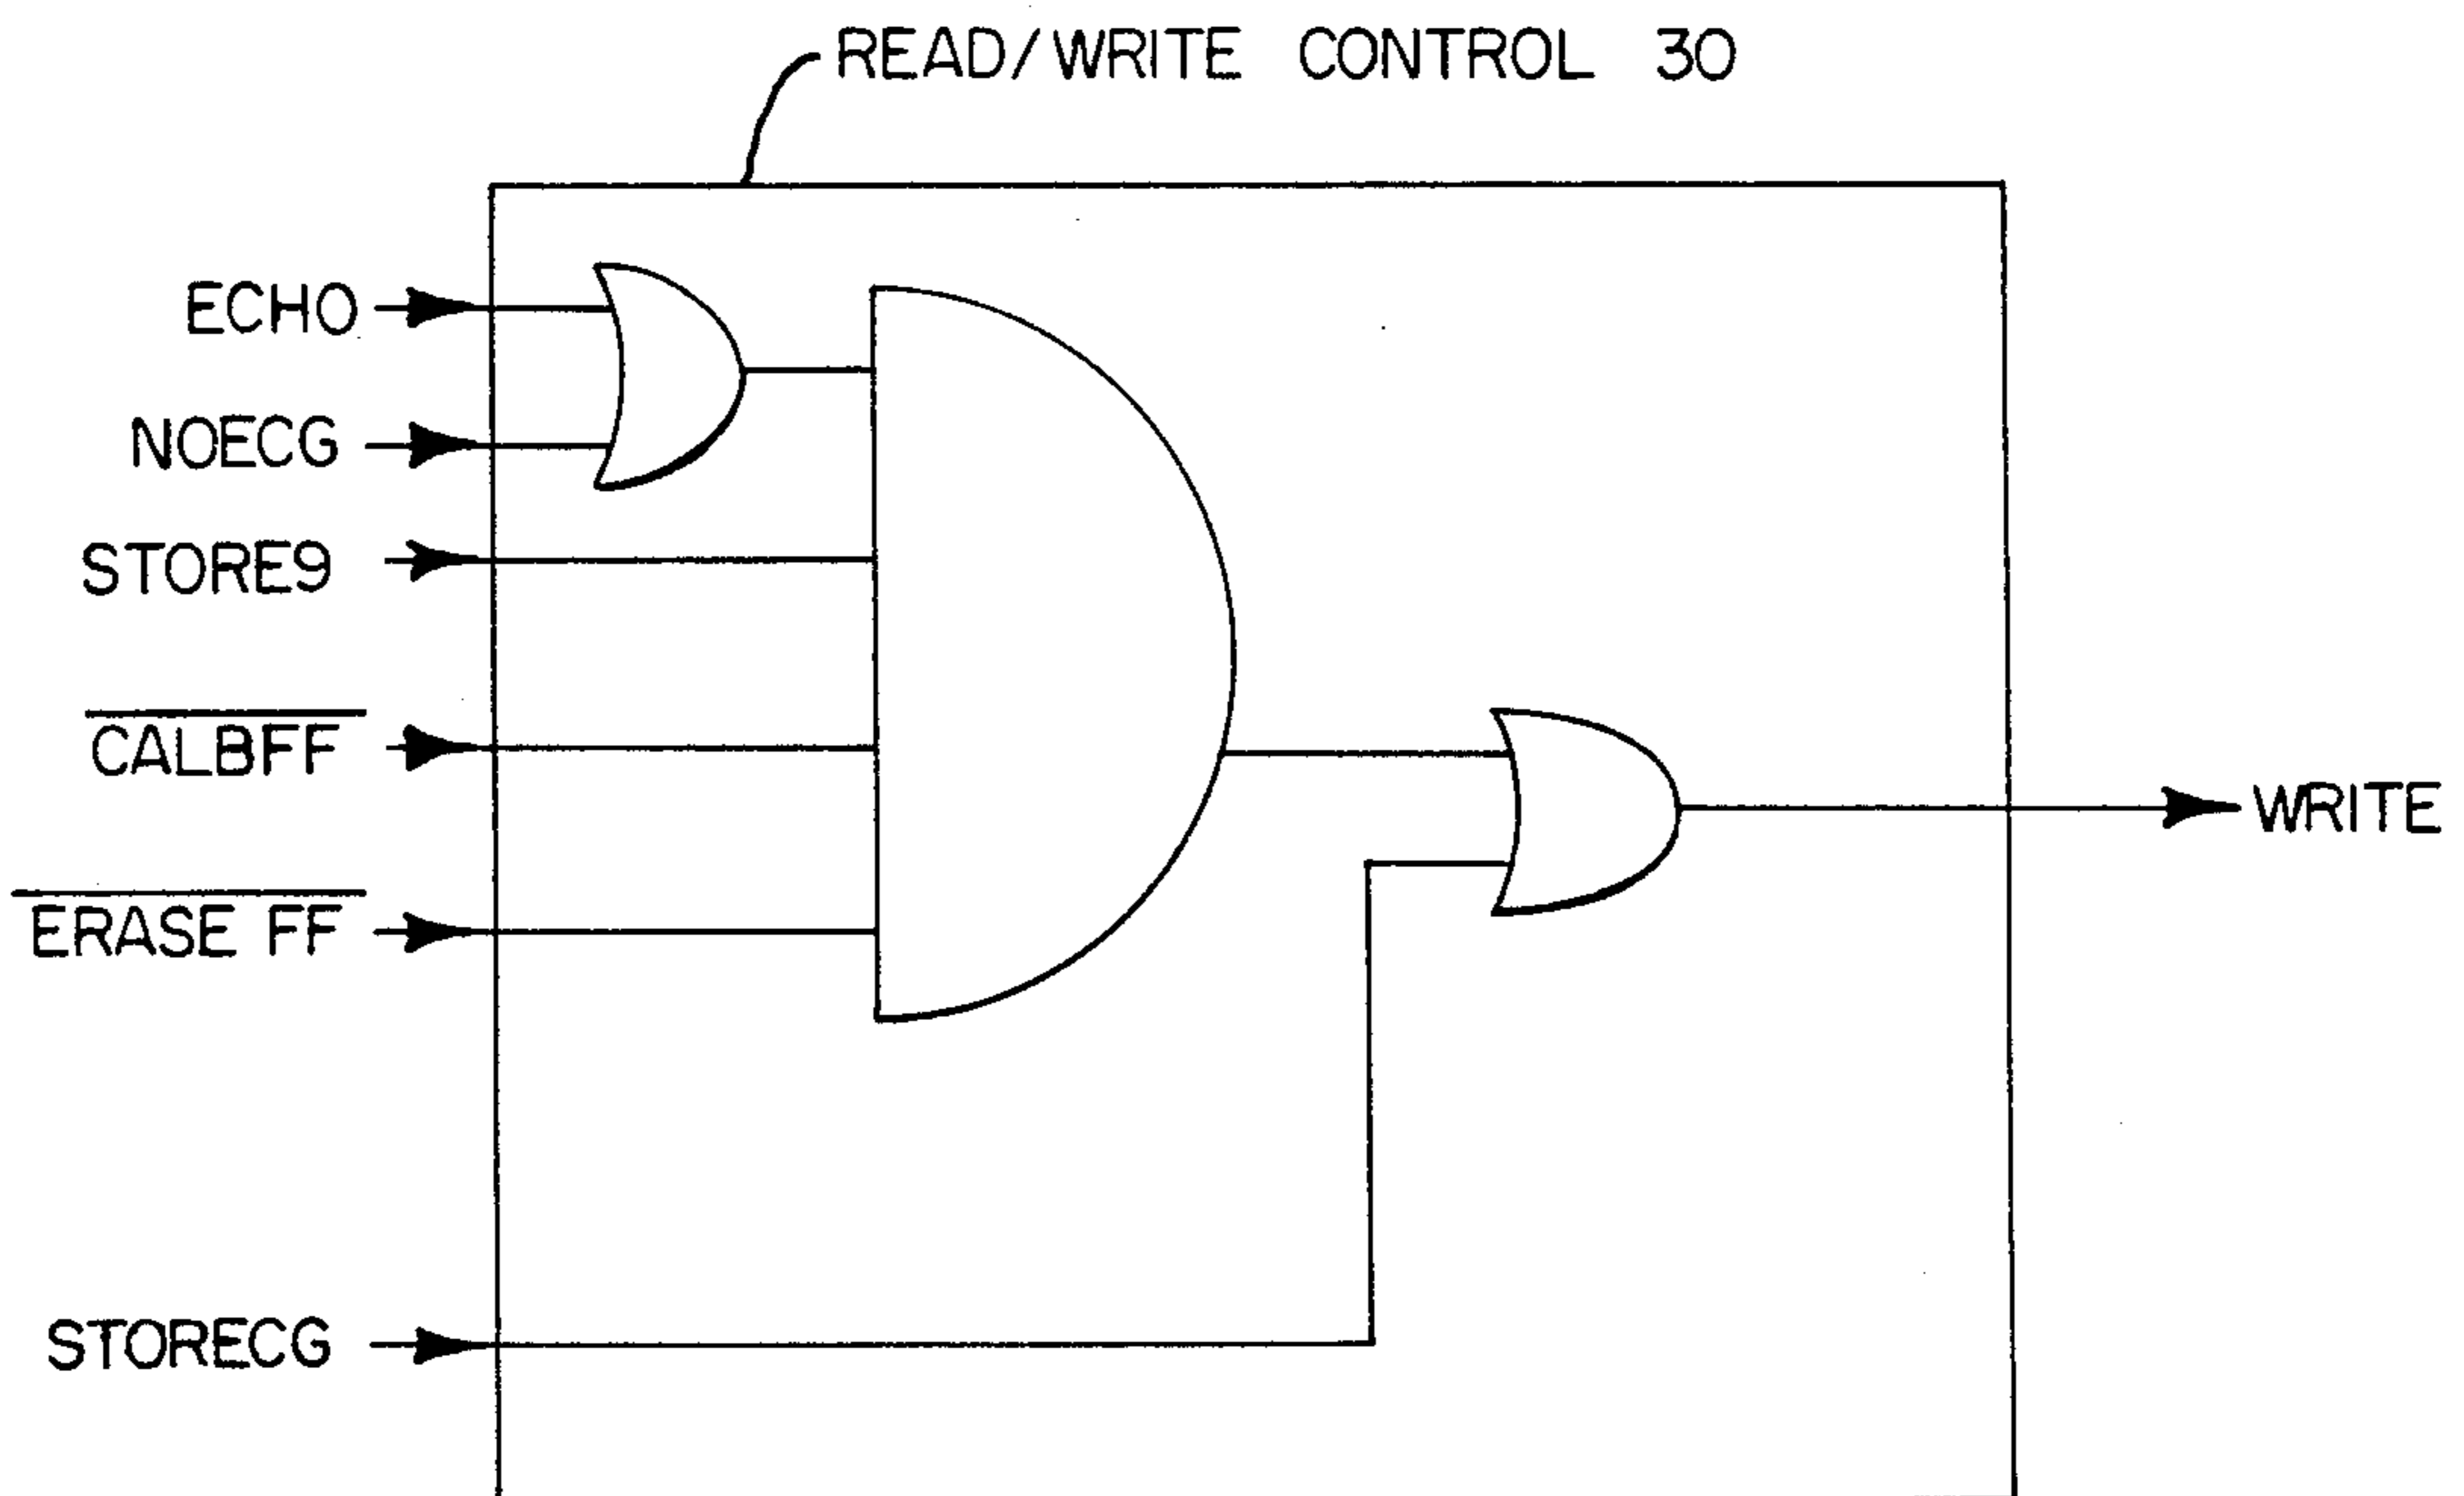 READ/WRITE CONTROL 30
ECHO
NOECG
STORE9
CALBFF
WRITE
ERASE FF
STORECG